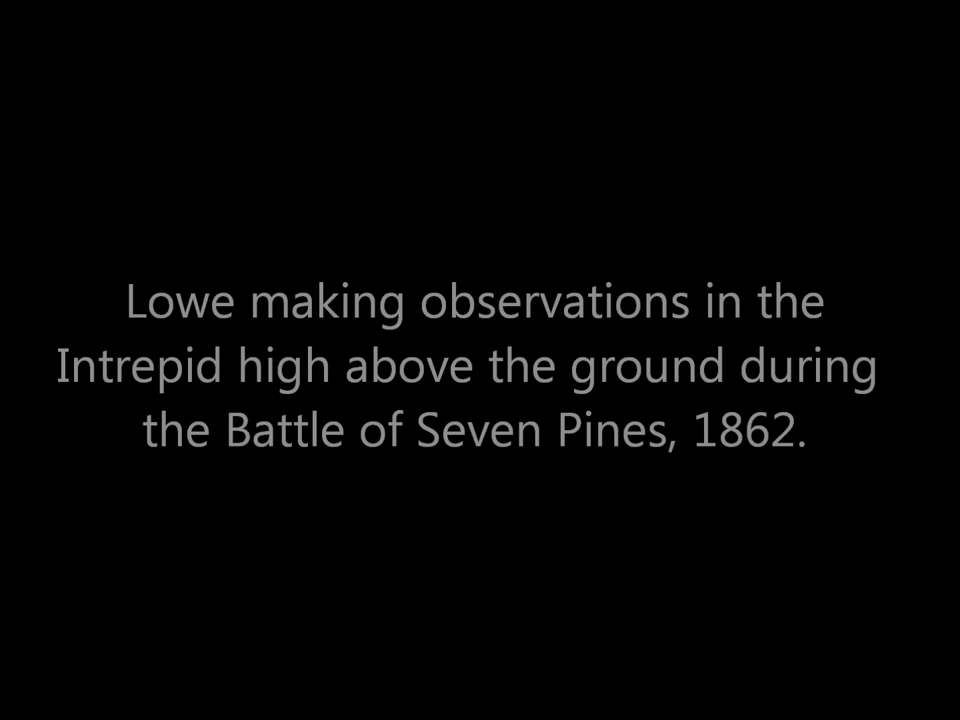 Lowe making observations in the
Intrepid high above the ground during
the Battle of Seven Pines, 1862.